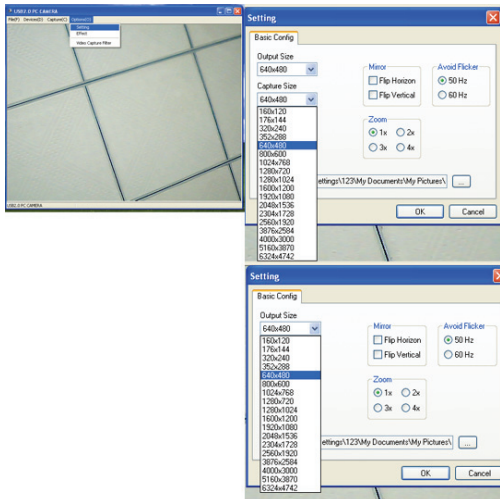 USB2.0 PC CAMERA
File(F) Devices(D) Capture(C) Options(O)
Setting
Effect
Video Capture Filter
USB2.0 PC CAMERA
Setting
Basic Config
Output Size
640x480
Capture Size
640x480
160x120
176x144
320x240
352x288
640x480
800x600
1024x768
1280x720
1280x1024
1600x1200
1920x1080
2048x1536
2304x1728
2560x1920
3876x2584
4000x3000
5160x3870
6324x4742
Mirror
Flip Horizon
Flip Vertical
Avoid Flicker
50 Hz
60 Hz
Zoom
1x 2x
3x 4x
ettings\123\My Documents\My Pictures\ ...
OK Cancel
Setting
Basic Config
Output Size
640x480
160x120
176x144
320x240
352x288
640x480
800x600
1024x768
1280x720
1280x1024
1600x1200
1920x1080
2048x1536
2304x1728
2560x1920
3876x2584
4000x3000
5160x3870
6324x4742
Mirror
Flip Horizon
Flip Vertical
Avoid Flicker
50 Hz
60 Hz
Zoom
1x 2x
3x 4x
ettings\123\My Documents\My Pictures\ ...
OK Cancel